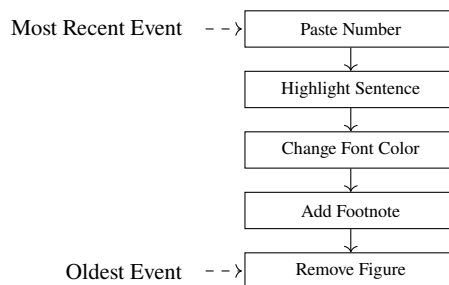 Most Recent Event Paste Number
Highlight Sentence
Change Font Color
Add Footnote
Oldest Event Remove Figure